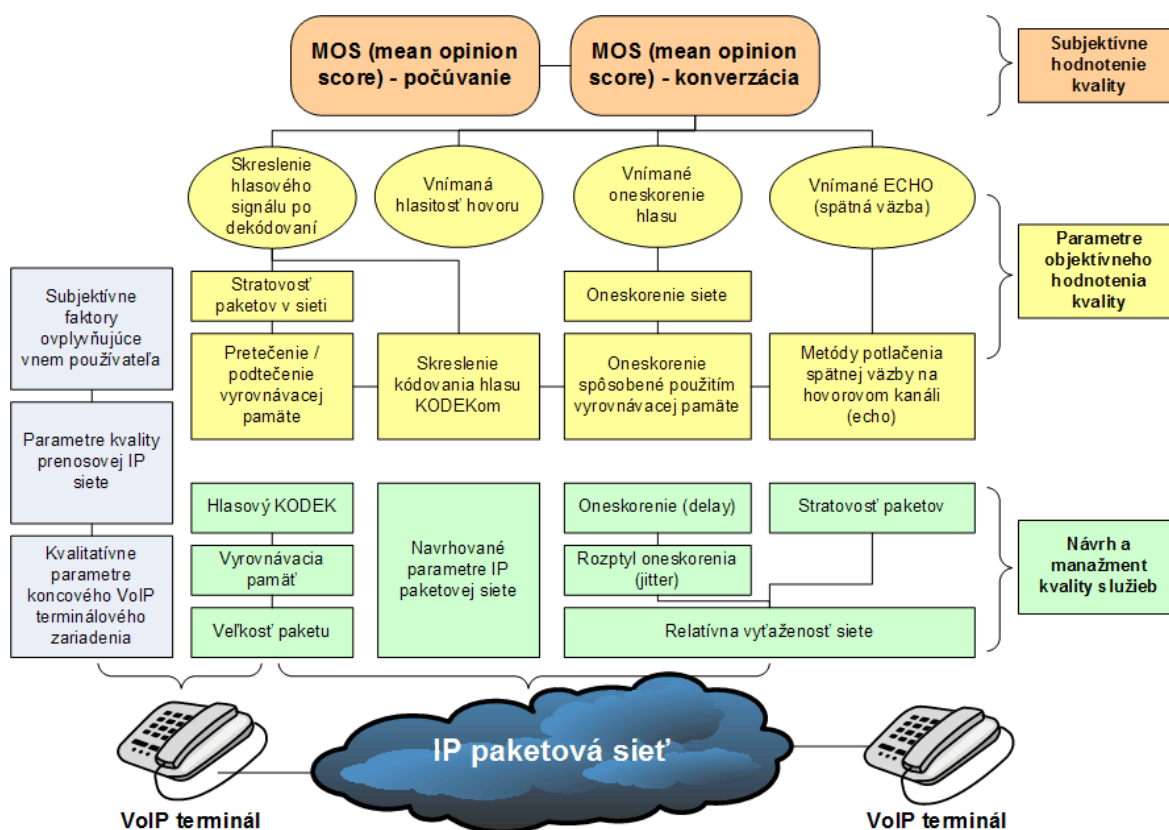 MOS (mean opinion
score) - počúvanie
MOS (mean opinion
score) - konverzácia
Subjektívne
hodnotenie
kvality
Skreslenie
hlasového
signálu po
dekódovaní
Vnímaná
hlasitosť hovoru
Vnímané
oneskorenie
hlasu
Vnímané ECHO
(spätná väzba)
Parametre
objektívneho
hodnotenia
kvality
Subjektívne
faktory
ovplyvňujúce
vnem používateľa
Stratovosť
paketov v sieti
Oneskorenie siete
Pretečenie /
podtečenie
vyrovnávacej
pamäte
Skreslenie
kódovania hlasu
KODEKom
Oneskorenie
spôsobené použitím
vyrovnávacej pamäte
Metódy potlačenia
spätnej väzby na
hovorovom kanáli
(echo)
Parametre kvality
prenosovej IP
siete
Kvalitatívne
parametre
koncového VoIP
terminálového
zariadenia
Hlasový KODEK
Vyrovnávacia
pamäť
Veľkosť paketu
Navrhované
parametre IP
paketovej siete
Oneskorenie (delay)
Stratovosť paketov
Rozptyl oneskorenia
(jitter)
Relatívna vyťaženosť siete
Návrh a
manažment
kvality služieb
IP paketová sieť
VoIP terminál
VoIP terminál